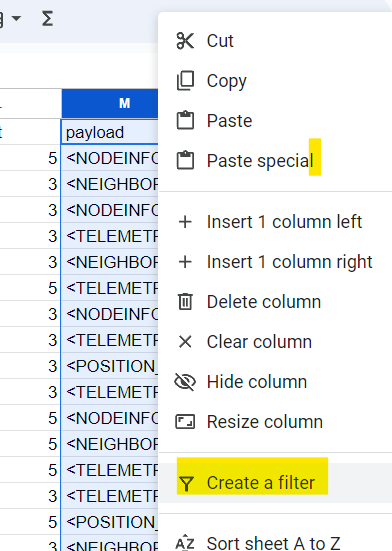 Σ
M
payload
5 <NODEINFO
3 <NEIGHBOR
3 <NODEINFO
3 <TELEMETR
3 <NEIGHBOR
5 <TELEMETR
3 <NODEINFO
3 <TELEMETR
3 <POSITION_
3 <TELEMETR
5 <NODEINFO
5 <NEIGHBOR
5 <TELEMETR
3 <TELEMETR
5 <POSITION_
3 <NEIGHBOR
Cut
Copy
Paste
Paste special
Insert 1 column left
Insert 1 column right
Delete column
Clear column
Hide column
Resize column
Create a filter
Sort sheet A to Z